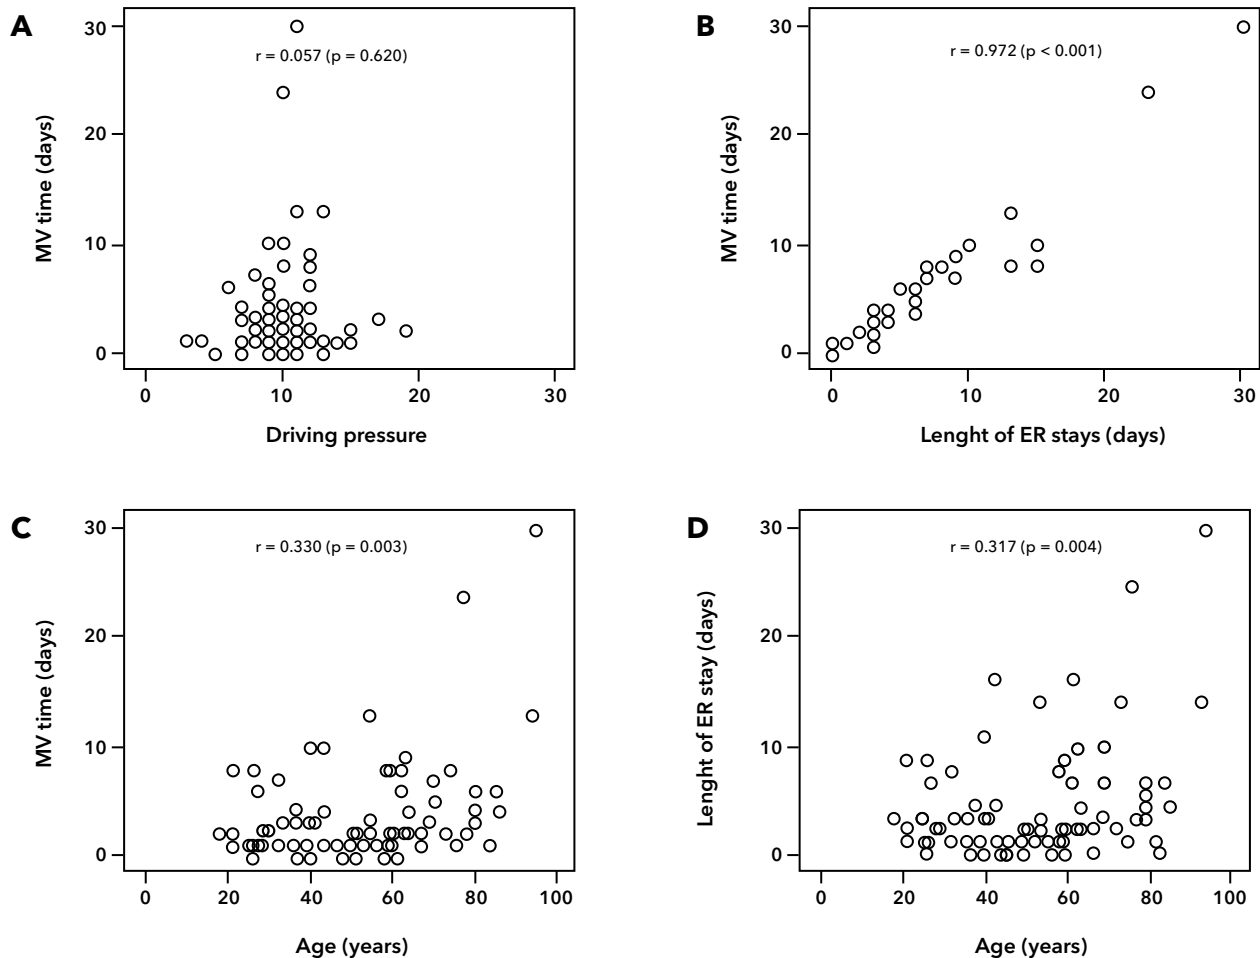 A
r = 0.057 (p = 0.620)
MV time (days)
30
20
10
0
0 10 20 30
Driving pressure
B
r = 0.972 (p < 0.001)
MV time (days)
30
20
10
0
0 10 20 30
Lenght of ER stays (days)
C
r = 0.330 (p = 0.003)
MV time (days)
30
20
10
0
0 20 40 60 80 100
Age (years)
D
r = 0.317 (p = 0.004)
Lenght of ER stay (days)
30
20
10
0
0 20 40 60 80 100
Age (years)